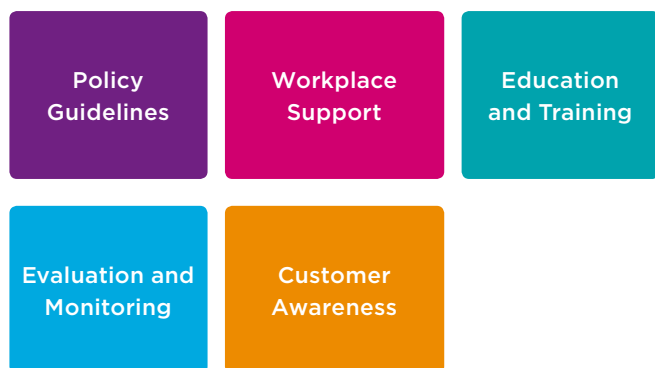 Policy
Guidelines
Workplace
Support
Education
and Training
Evaluation and
Monitoring
Customer
Awareness